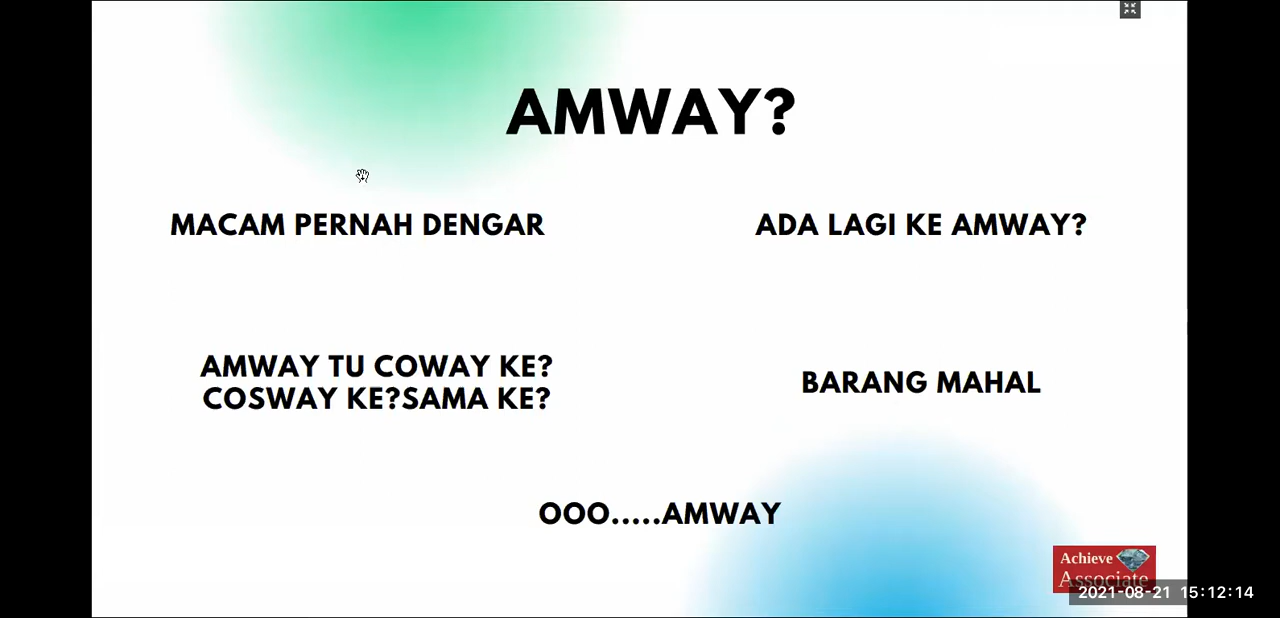 AMWAY?
MACAM PERNAH DENGAR
ADA LAGI KE AMWAY?
AMWAY TU COWAY KE?
COSWAY KE?SAMA KE?
BARANG MAHAL
OOO.....AMWAY
Achieve
Associate
2021-08-21 15:12:14